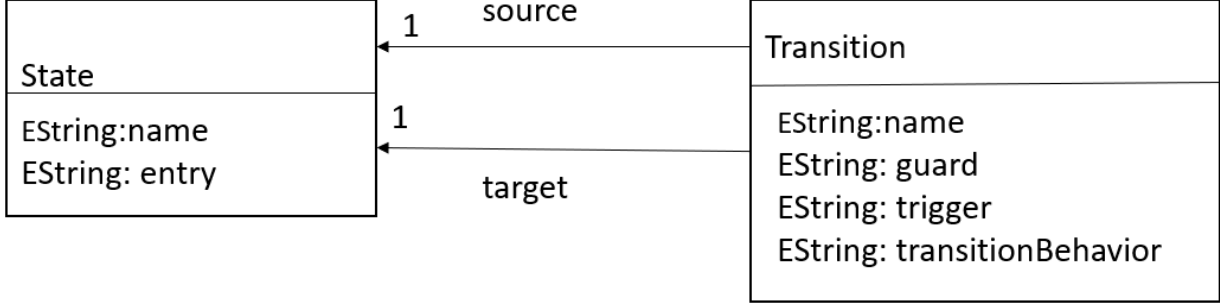 source
1
Transition
State
EString:name
EString: entry
1
target
EString:name
EString: guard
EString: trigger
EString: transitionBehavior